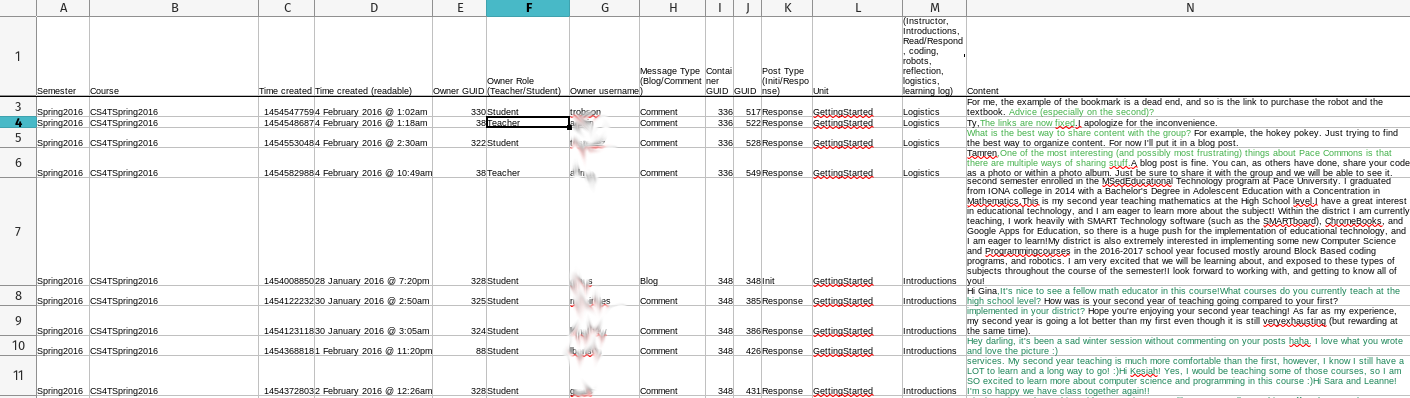 A B C D E F G H I J K L M N
1 Semester Course Time created Time created (readable) Owner GUID Owner Role (Teacher/Student) Owner username Message Type (Blog/Comment) Container GUID GUID Post Type (Initi/Response) Unit (Instructor, Introductions, Read/Respond, coding, robots, reflection, logistics, learning log) Content
3 Spring2016 CS4TSpring2016 1454547759 4 February 2016 @ 1:02am 330 Student Comment 336 517 Response GettingStarted Logistics
For me, the example of the bookmark is a dead end, and so is the link to purchase the robot and the
textbook. Advice (especially on the second)?
4 Spring2016 CS4TSpring2016 1454548687 4 February 2016 @ 1:18am 38 Teacher Comment 336 522 Response GettingStarted Logistics
Ty,The links are now fixed.I apologize for the inconvenience.
5 Spring2016 CS4TSpring2016 1454553048 4 February 2016 @ 2:30am 322 Student Comment 336 528 Response GettingStarted Logistics
What is the best way to share content with the group? For example, the hokey pokey. Just trying to find
the best way to organize content. For now I'll put it in a blog post.
6 Spring2016 CS4TSpring2016 1454582988 4 February 2016 @ 10:49am 38 Teacher Comment 336 549 Response GettingStarted Logistics
Tamren,One of the most interesting (and possibly most frustrating) things about Pace Commons is that
there are multiple ways of sharing stuff.A blog post is fine. You can, as others have done, share your code
as a photo or within a photo album. Just be sure to share it with the group and we will be able to see it.
7 Spring2016 CS4TSpring2016 1454008850 28 January 2016 @ 7:20pm 328 Student Blog 348 348 Init GettingStarted Introductions
second semester enrolled in the MSedEducational Technology program at Pace University. I graduated
from IONA college in 2014 with a Bachelor's Degree in Adolescent Education with a Concentration in
Mathematics.This is my second year teaching mathematics at the High School level.I have a great interest
in educational technology, and I am eager to learn more about the subject! Within the district I am currently
teaching, I work heavily with SMART Technology software (such as the SMARTboard), ChromeBooks, and
Google Apps for Education, so there is a huge push for the implementation of educational technology, and
I am eager to learn!My district is also extremely interested in implementing some new Computer Science
and Programmingcourses in the 2016-2017 school year focused mostly around Block Based coding
programs, and robotics. I am very excited that we will be learning about, and exposed to these types of
subjects throughout the course of the semester!I look forward to working with, and getting to know all of
you!
8 Spring2016 CS4TSpring2016 1454122232 30 January 2016 @ 2:50am 325 Student Comment 348 385 Response GettingStarted Introductions
Hi Gina,It's nice to see a fellow math educator in this course!What courses do you currently teach at the
high school level? How was your second year of teaching going compared to your first?
9 Spring2016 CS4TSpring2016 1454123118 30 January 2016 @ 3:05am 324 Student Comment 348 386 Response GettingStarted Introductions
implemented in your district? Hope you're enjoying your second year teaching! As far as my experience,
my second year is going a lot better than my first even though it is still veryexhausting (but rewarding at
the same time).
10 Spring2016 CS4TSpring2016 1454368818 1 February 2016 @ 11:20pm 88 Student Comment 348 426 Response GettingStarted Introductions
Hey darling, it's been a sad winter session without commenting on your posts haha. I love what you wrote
and love the picture :)
11 Spring2016 CS4TSpring2016 1454372803 2 February 2016 @ 12:26am 328 Student Comment 348 431 Response GettingStarted Introductions
services. My second year teaching is much more comfortable than the first, however, I know I still have a
LOT to learn and a long way to go! :)Hi Kesiah! Yes, I would be teaching some of those courses, so I am
SO excited to learn more about computer science and programming in this course :)Hi Sara and Leanne!
I'm so happy we have class together again!!